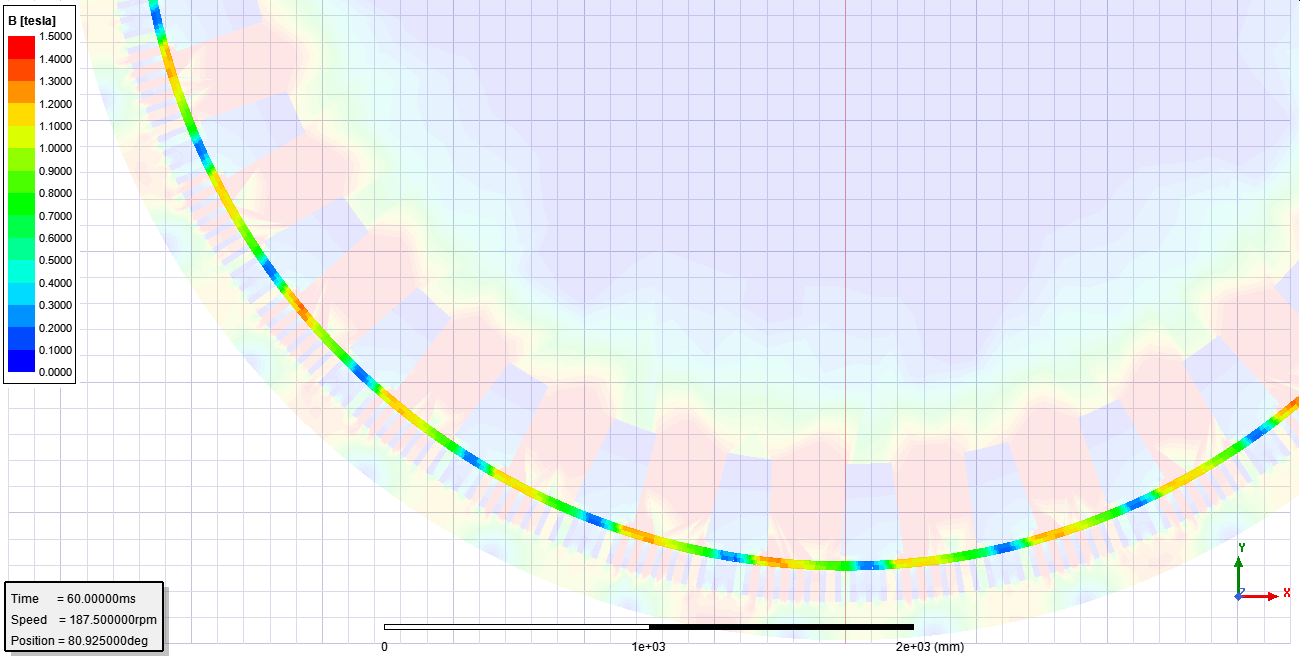 B [tesla]
1.5000
1.4000
1.3000
1.2000
1.1000
1.0000
0.9000
0.8000
0.7000
0.6000
0.5000
0.4000
0.3000
0.2000
0.1000
0.0000
Y
Z
X
Time = 60.00000ms
Speed = 187.500000rpm
Position = 80.925000deg
0 1e+03 2e+03 (mm)